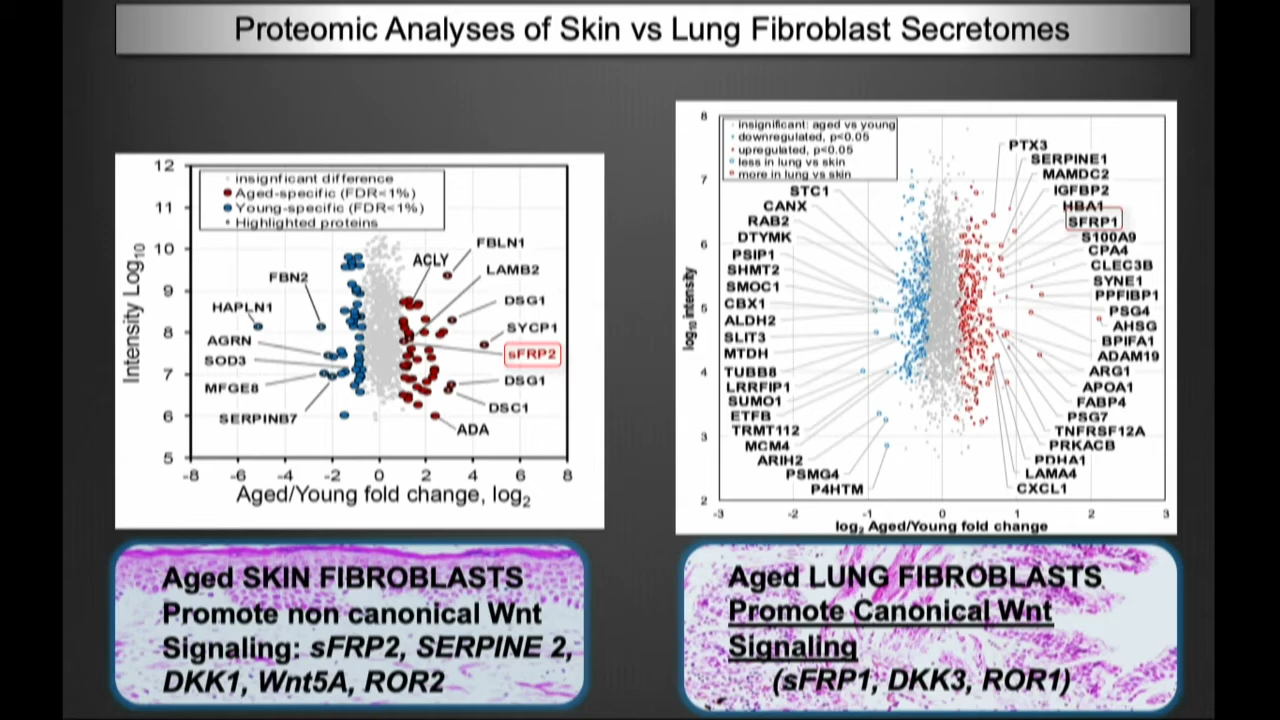 Proteomic Analyses of Skin vs Lung Fibroblast Secretomes
12
11
10
9
8
7
6
5
Intensity Log10
insignficant difference
Aged-specific (FDR<1%)
Young-specific (FDR<1%)
Highlighted proteins
FBN2
HAPLN1
AGRN
SOD3
MFGE8
SERPINB7
ACLY
FBLN1
LAMB2
DSG1
SYCP1
sFRP2
DSG1
DSC1
ADA
-8 -6 -4 -2 0 2 4 6 8
Aged/Young fold change, log2
8
7
6
5
4
3
2
log10 intensity
insignificant: aged vs young
downregulated, p<0.05
upregulated, p<0.05
less in lung vs skin
more in lung vs skin
STC1
CANX
RAB2
DTYMK
PSIP1
SHMT2
SMOC1
CBX1
ALDH2
SLIT3
MTDH
TUBB8
LRRFIP1
SUMO1
ETFB
TRMT112
MCM4
ARIH2
PSMG4
P4HTM
PTX3
SERPINE1
MAMDC2
IGFBP2
HBA1
SFRP1
S100A9
CPA4
CLEC3B
SYNE1
PPFIBP1
PSG4
AHSG
BPIFA1
ADAM19
ARG1
APOA1
FABP4
PSG7
TNFRSF12A
PRKACB
PDHA1
LAMA4
CXCL1
-3 -2 -1 0 1 2 3
log2 Aged/Young fold change
Aged SKIN FIBROBLASTS
Promote non canonical Wnt
Signaling: sFRP2, SERPINE 2,
DKK1, Wnt5A, ROR2
Aged LUNG FIBROBLASTS
Promote Canonical Wnt
Signaling
(sFRP1, DKK3, ROR1)